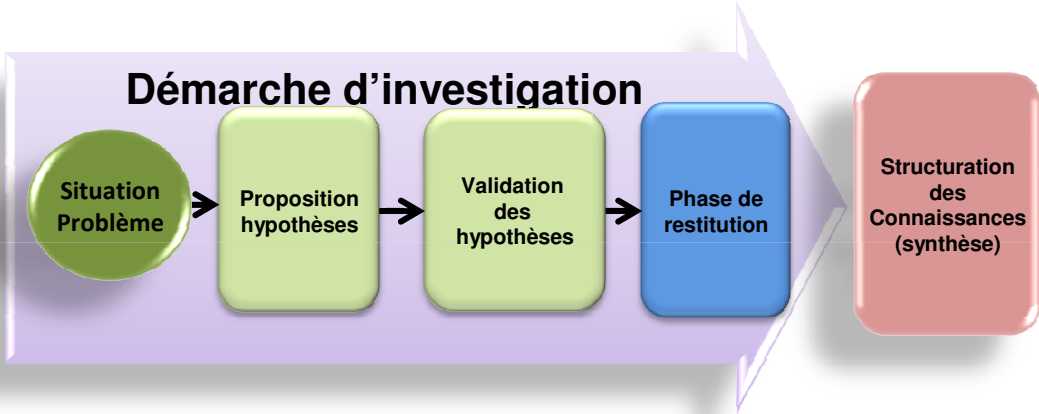 Démarche d’investigation
Situation
Problème
Proposition
hypothèses
Validation
des
hypothèses
Phase de
restitution
Structuration
des
Connaissances
(synthèse)